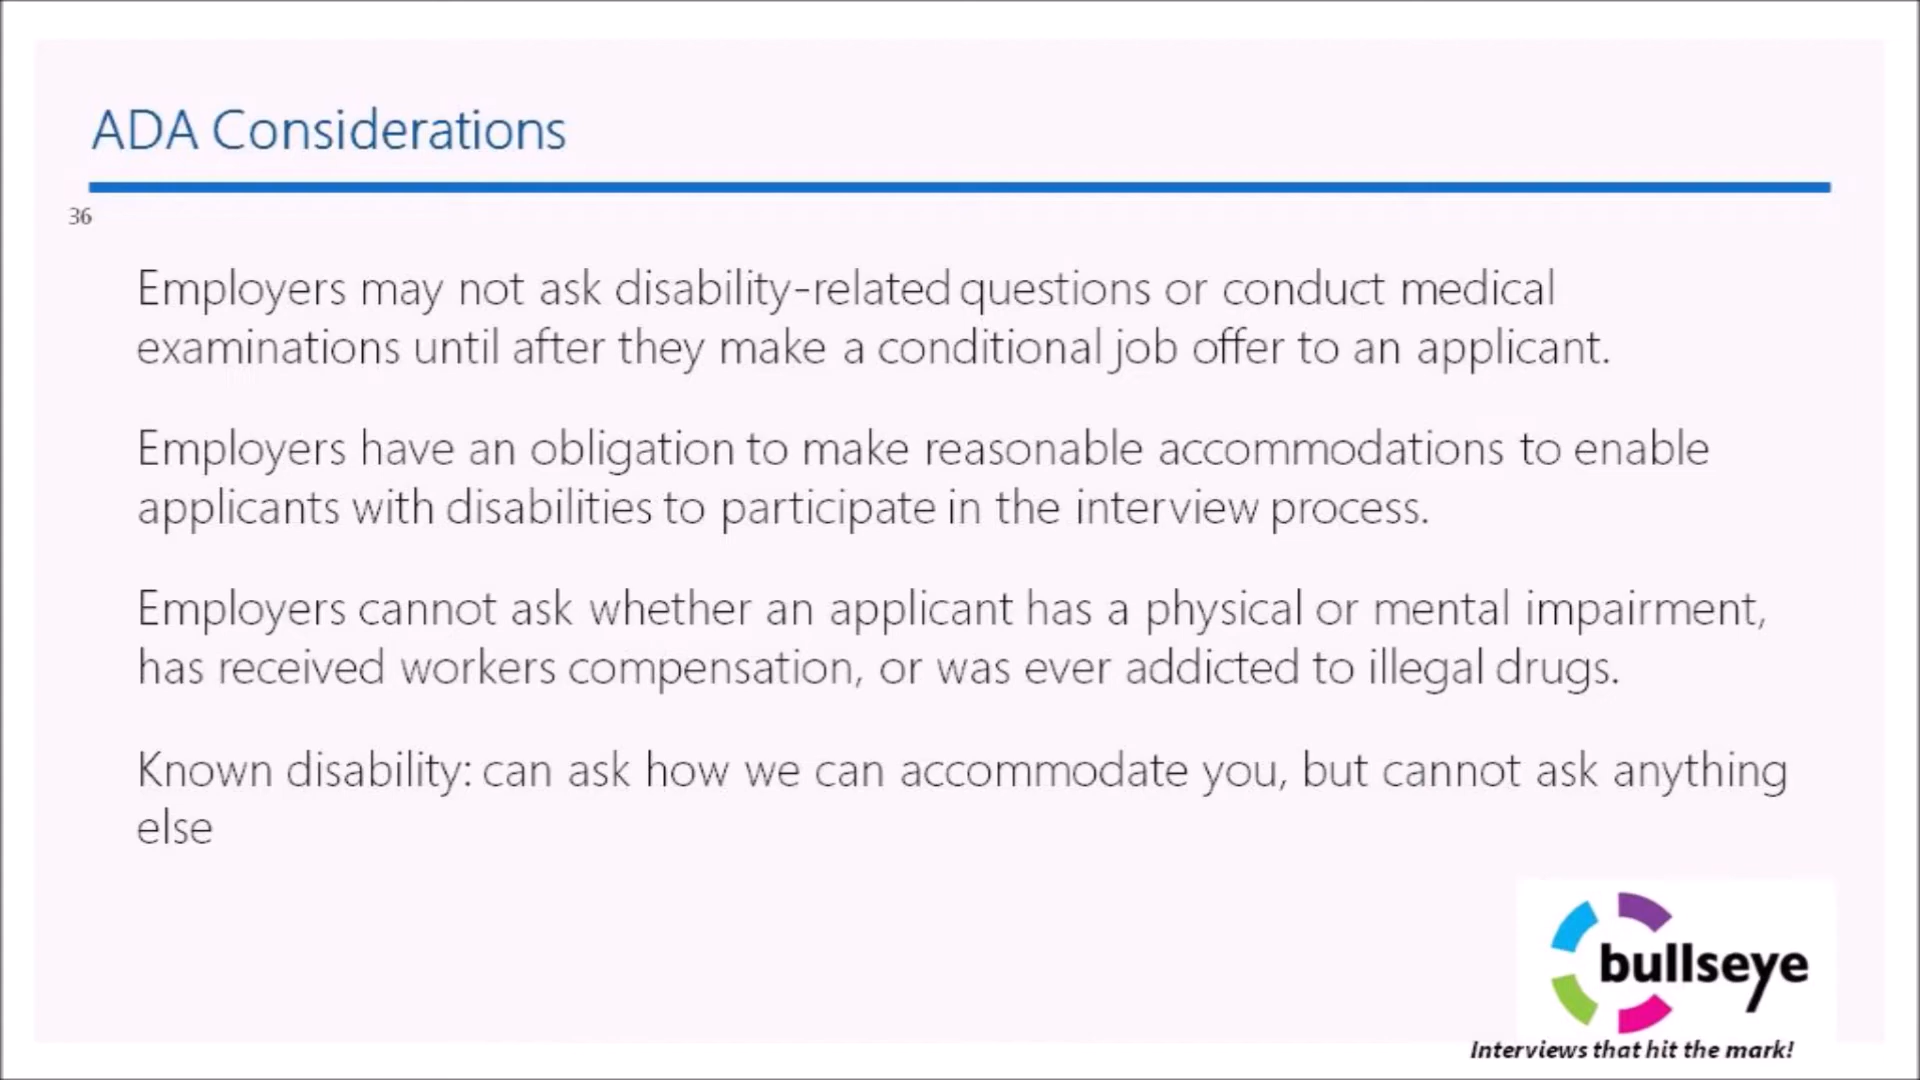 ADA Considerations
36
Employers may not ask disability-related questions or conduct medical
examinations until after they make a conditional job offer to an applicant.
Employers have an obligation to make reasonable accommodations to enable
applicants with disabilities to participate in the interview process.
Employers cannot ask whether an applicant has a physical or mental impairment,
has received workers compensation, or was ever addicted to illegal drugs.
Known disability: can ask how we can accommodate you, but cannot ask anything
else
bullseye
Interviews that hit the mark!